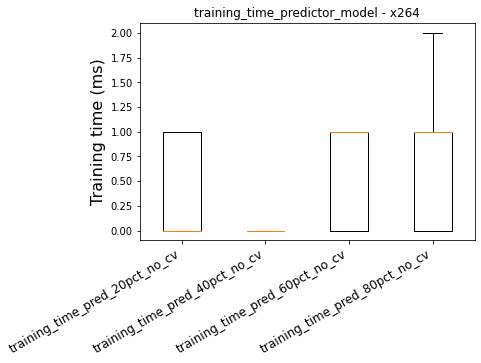 training_time_predictor_model - x264
Training time (ms)
2.00
1.75
1.50
1.25
1.00
0.75
0.50
0.25
0.00
training_time_pred_20pct_no_cv
training_time_pred_40pct_no_cv
training_time_pred_60pct_no_cv
training_time_pred_80pct_no_cv